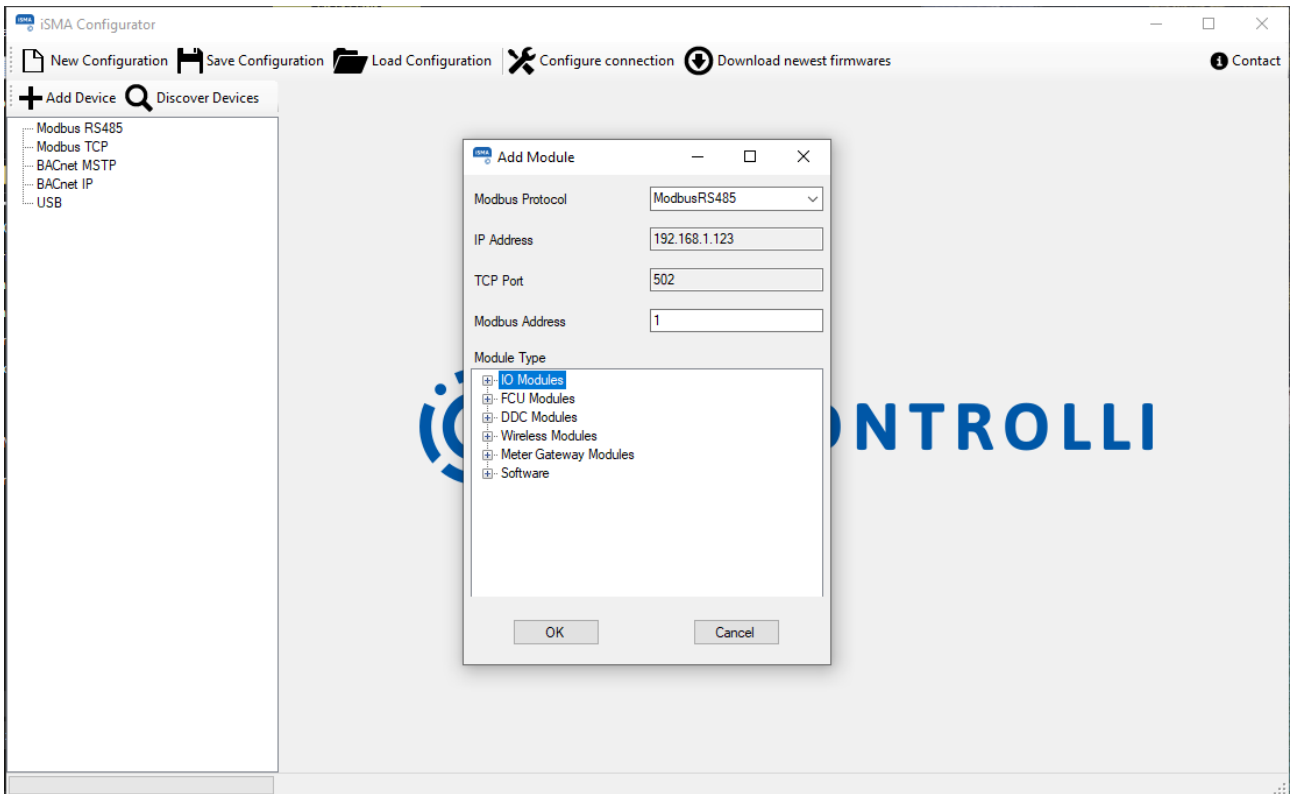 iSMA Configurator
New Configuration Save Configuration Load Configuration Configure connection Download newest firmwares Contact
Add Device Discover Devices
Modbus RS485
Modbus TCP
BACnet MSTP
BACnet IP
USB
Add Module
Modbus Protocol ModbusRS485
IP Address 192.168.1.123
TCP Port 502
Modbus Address 1
Module Type
IO Modules
FCU Modules
DDC Modules
Wireless Modules
Meter Gateway Modules
Software
NTROLLI
OK Cancel